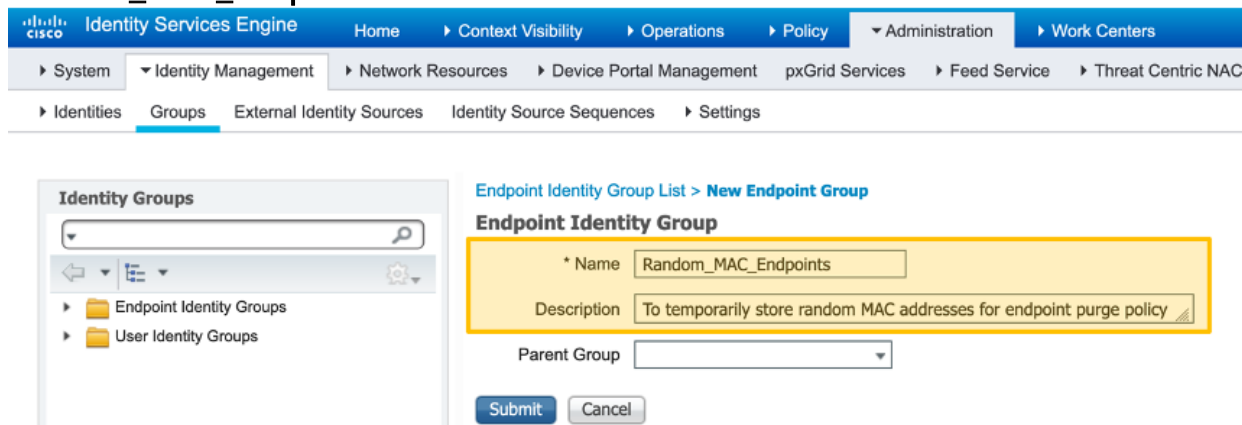 cisco Identity Services Engine Home Context Visibility Operations Policy Administration Work Centers
System Identity Management Network Resources Device Portal Management pxGrid Services Feed Service Threat Centric NAC
Identities Groups External Identity Sources Identity Source Sequences Settings
Identity Groups
Endpoint Identity Groups
User Identity Groups
Endpoint Identity Group List > New Endpoint Group
Endpoint Identity Group
* Name Random_MAC_Endpoints
Description To temporarily store random MAC addresses for endpoint purge policy
Parent Group
Submit Cancel